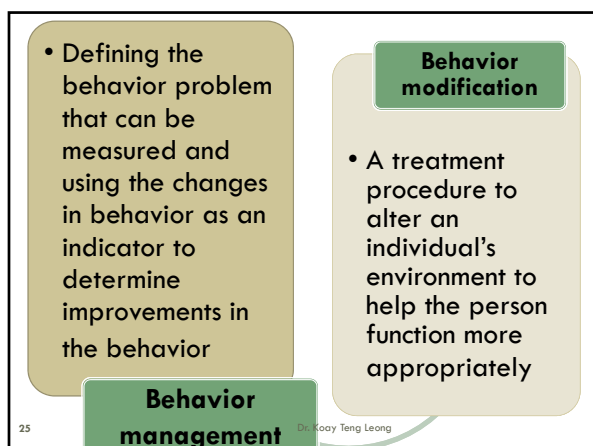 • Defining the
behavior problem
that can be
measured and
using the changes
in behavior as an
indicator to
determine
improvements in
the behavior
Behavior
management
Behavior
modification
• A treatment
procedure to
alter an
individual's
environment to
help the person
function more
appropriately
25
Dr. Koay Teng Leong